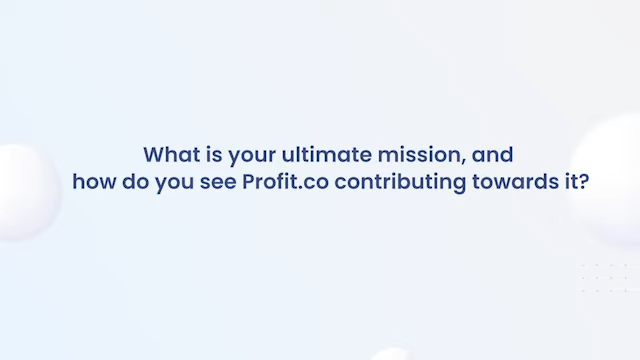 What is your ultimate mission, and
how do you see Profit.co contributing towards it?